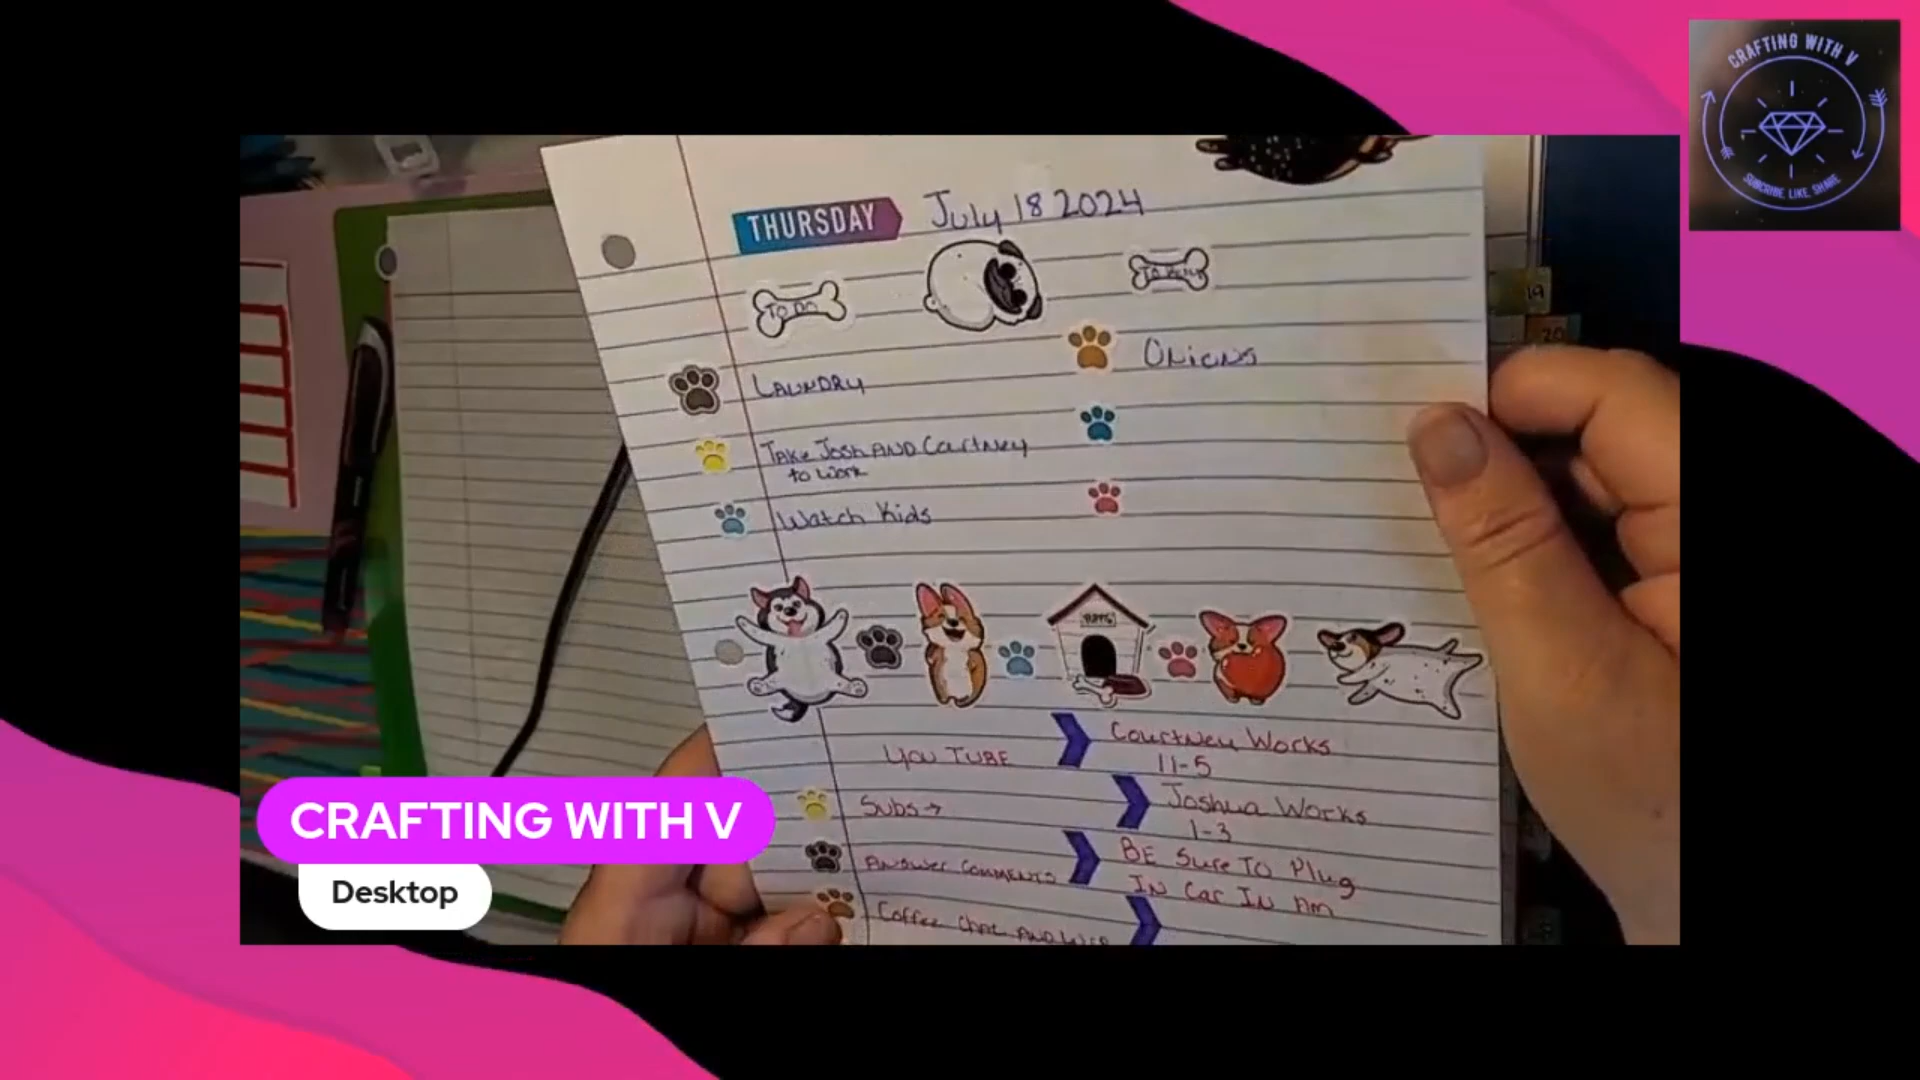 CRAFTING WITH V
SUBCRIBE. LIKE. SHARE
THURSDAY July 18 2024
TO DO
19
20
Onions
LAUNDRY
TAKE JOSH AND COURTNEY
to WORK
Watch Kids
YOU TUBE
Subs→
ANSWER COMMENTS
Coffee Chat AND
COURTNEY WORKS
11-5
Joshua Works
1-3
BE SURE TO Plug
IN Car IN Am
CRAFTING WITH V
Desktop